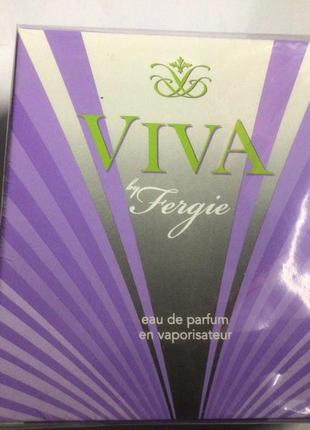 VIVA
by Fergie
eau de parfum
en vaporisateur